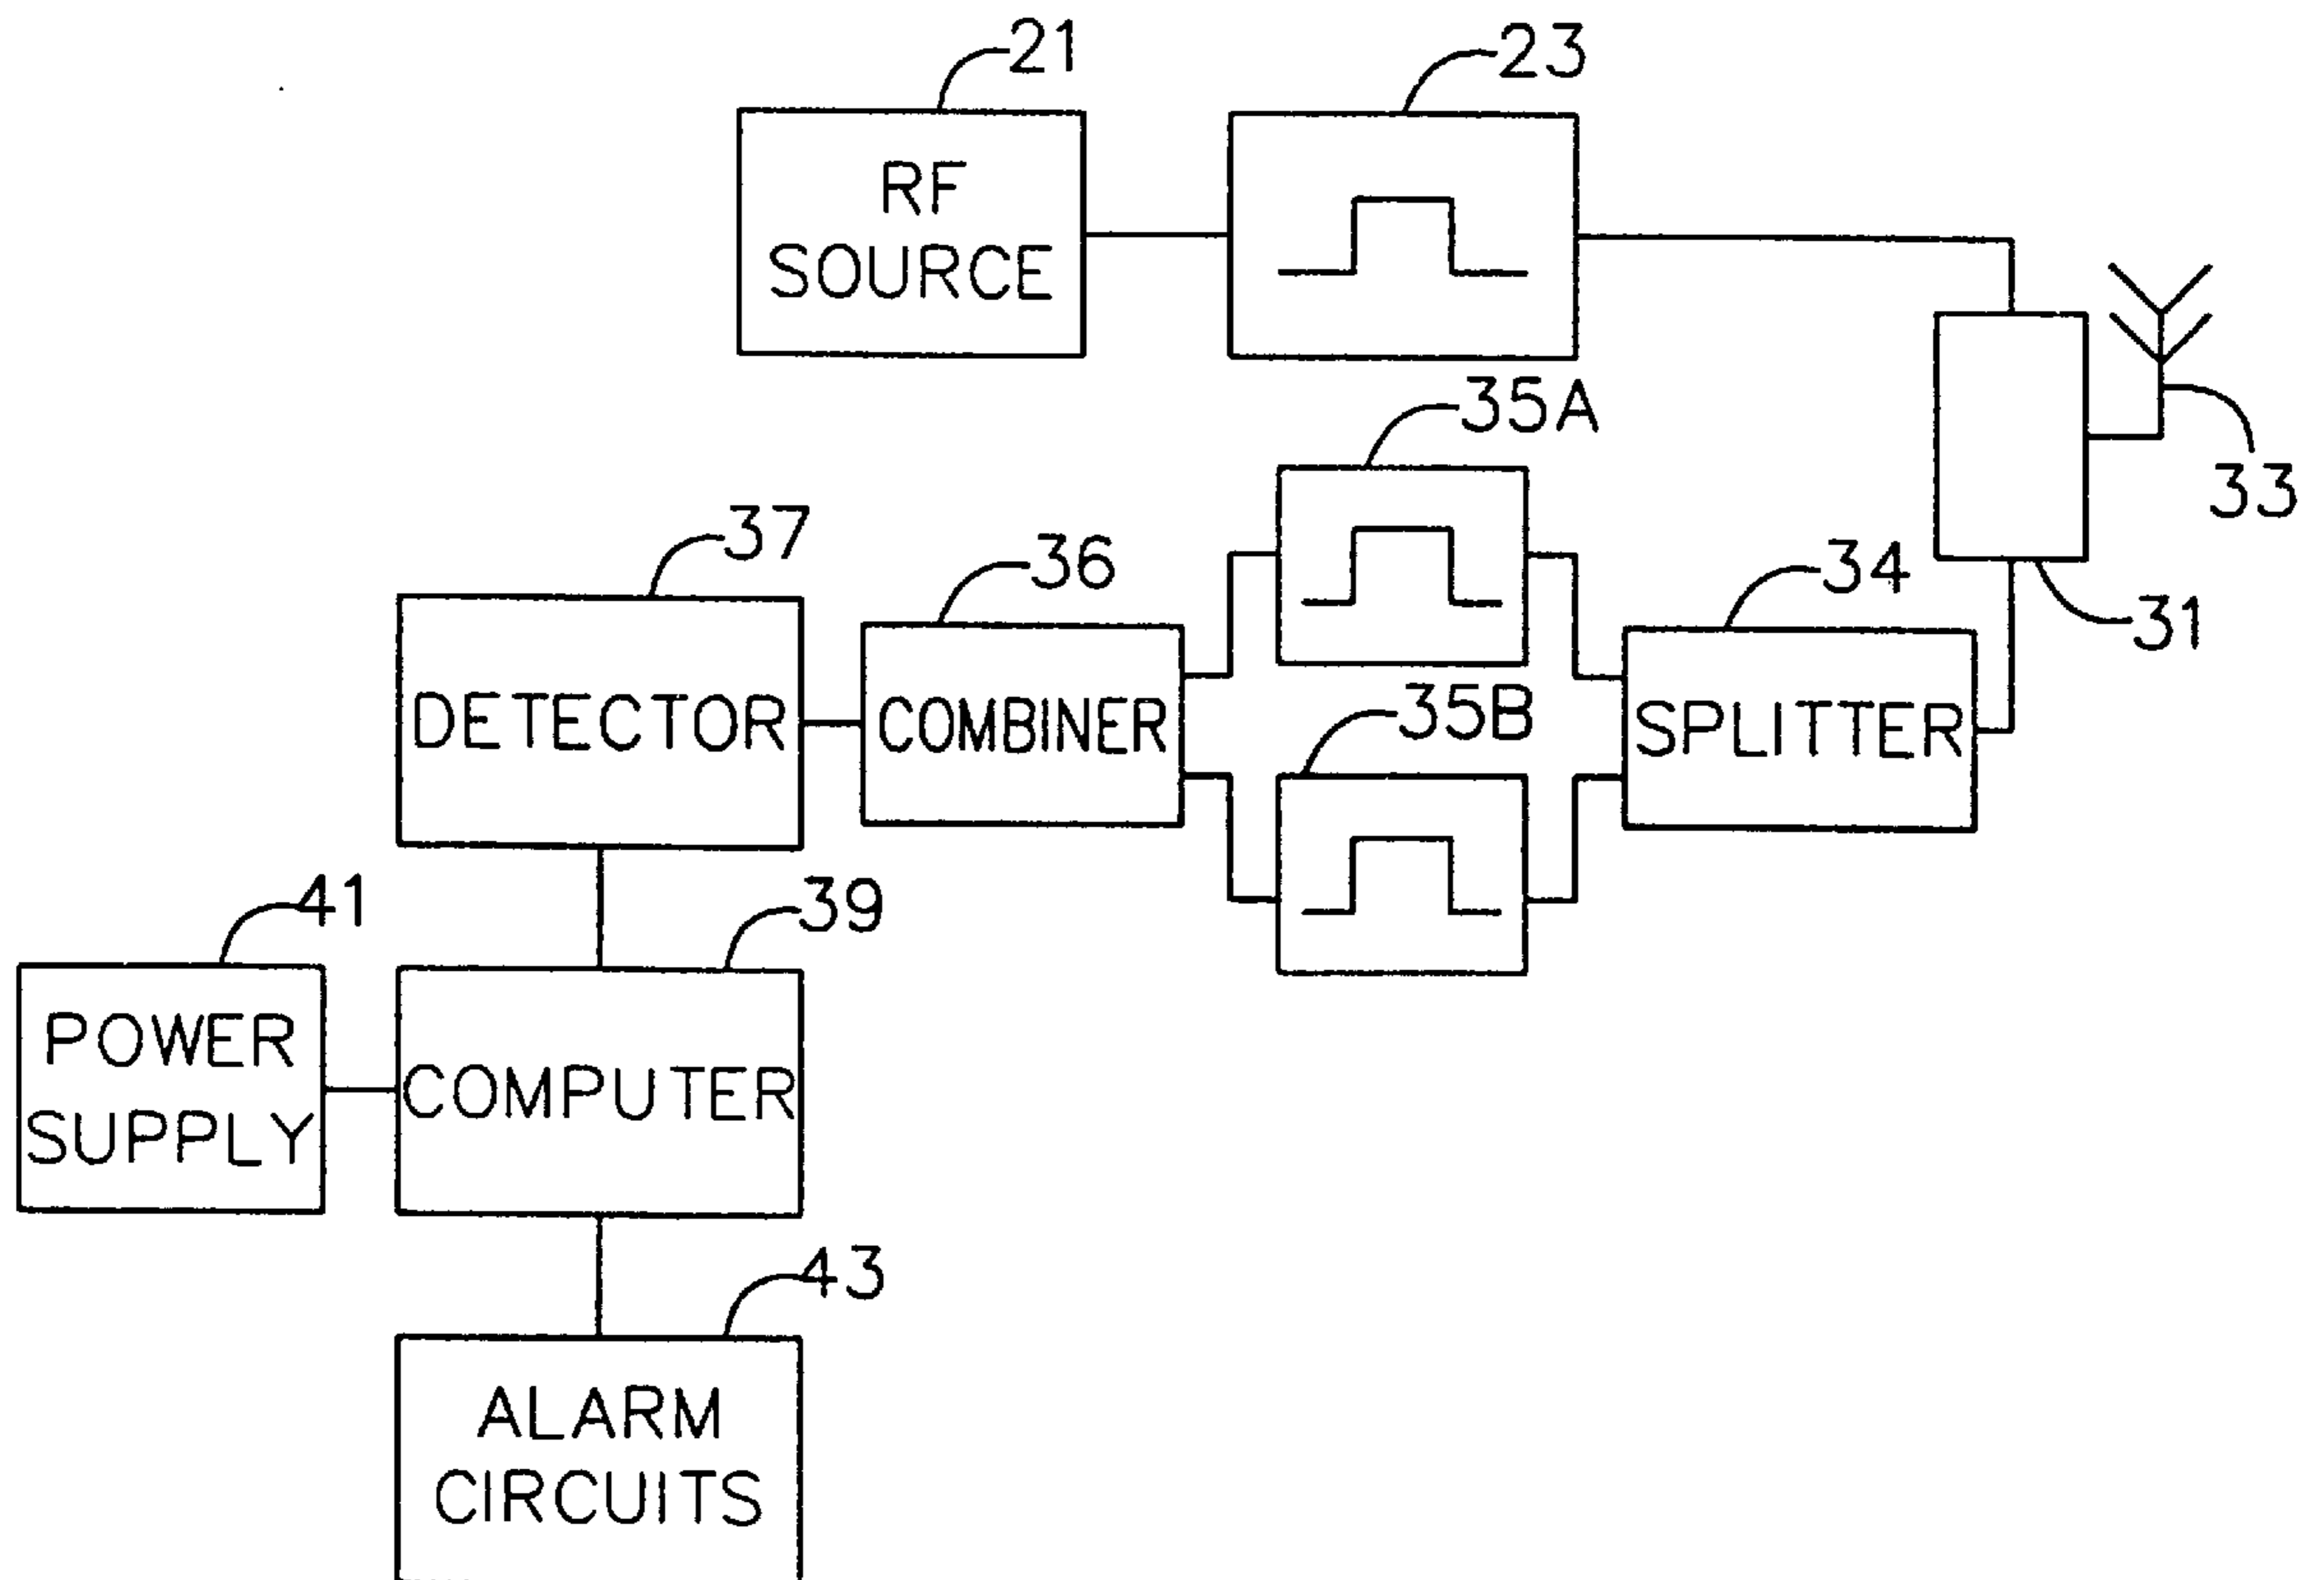 21
23
RF
SOURCE
35A
33
37
36
34
31
DETECTOR
COMBINER
35B
SPLITTER
41
39
POWER
SUPPLY
COMPUTER
43
ALARM
CIRCUITS